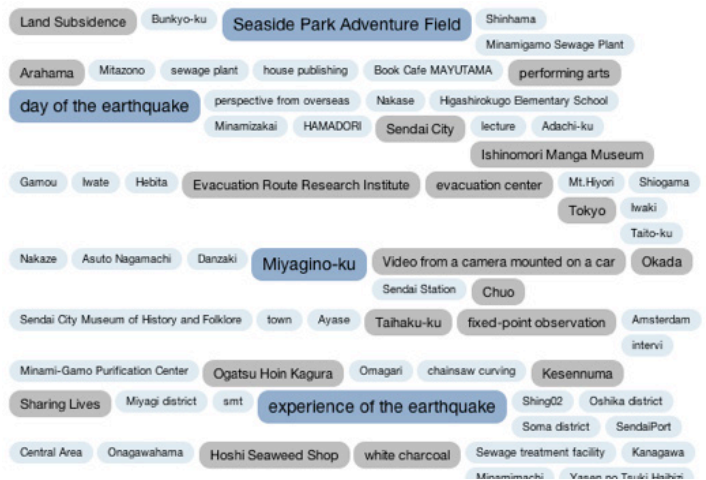 Land Subsidence Bunkyo-ku Seaside Park Adventure Field Shinhama
Minamigamo Sewage Plant
Arahama Mitazono sewage plant house publishing Book Cafe MAYUTAMA performing arts
day of the earthquake perspective from overseas Nakase Higashirokugo Elementary School
Minamizakai HAMADORI Sendai City lecture Adachi-ku
Ishinomori Manga Museum
Gamou Iwate Hebita Evacuation Route Research Institute evacuation center Mt.Hiyori Shiogama
Tokyo Iwaki
Taito-ku
Nakaze Asuto Nagamachi Danzaki Miyagino-ku Video from a camera mounted on a car Okada
Sendai Station Chuo
Sendai City Museum of History and Folklore town Ayase Taihaku-ku fixed-point observation Amsterdam
intervi
Minami-Gamo Purification Center Ogatsu Hoin Kagura Omagari chainsaw curving Kesennuma
Sharing Lives Miyagi district smt experience of the earthquake Shing02 Oshika district
Soma district SendaiPort
Central Area Onagawahama Hoshi Seaweed Shop white charcoal Sewage treatment facility Kanagawa
Minamimachi Yasen no Tsuki Haibizi